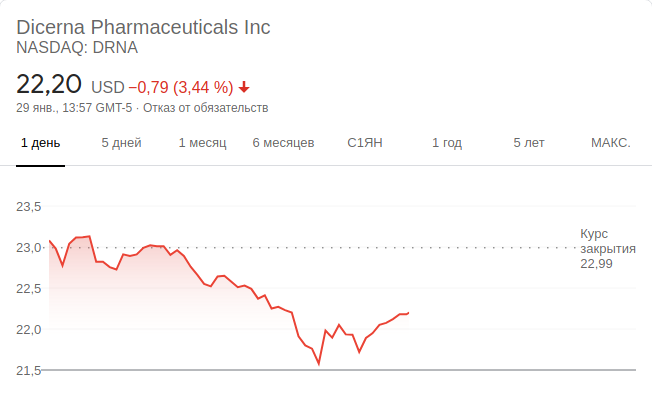 Dicerna Pharmaceuticals Inc
NASDAQ: DRNA
22,20 USD −0,79 (3,44 %)
29 янв., 13:57 GMT-5 · Отказ от обязательств
1 день 5 дней 1 месяц 6 месяцев С1ЯН 1 год 5 лет МАКС.
23,5
23,0
22,5
22,0
21,5
Курс
закрытия
22,99